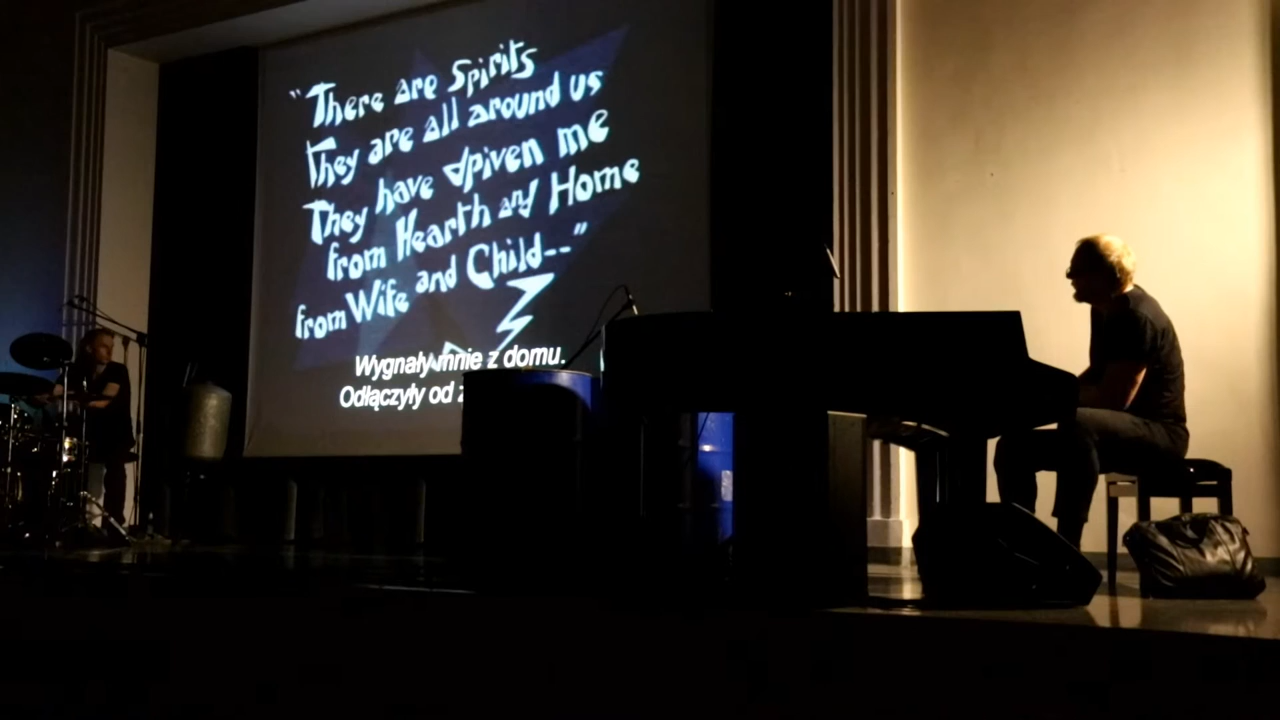 "There are Spirits
They are all around us
They have driven me
from Hearth and Home
from Wife and Child--"
Wygnały mnie z domu.
Odłączyły od